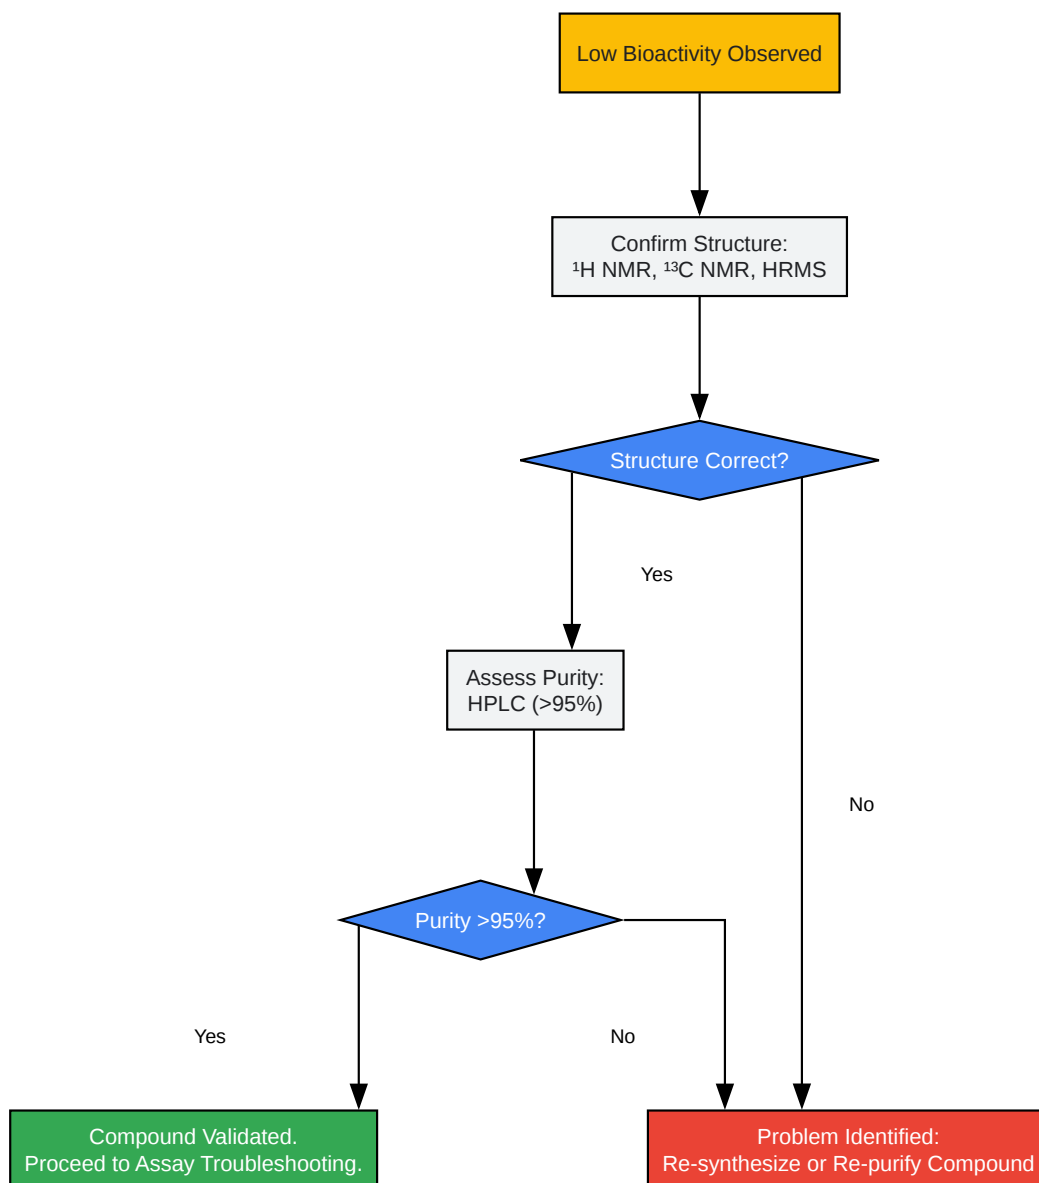 Low Bioactivity Observed
Confirm Structure:
¹H NMR, ¹³C NMR, HRMS
Structure Correct?
Yes
Assess Purity:
HPLC (>95%)
No
Purity >95%?
Yes
No
Compound Validated.
Proceed to Assay Troubleshooting.
Problem Identified:
Re-synthesize or Re-purify Compound